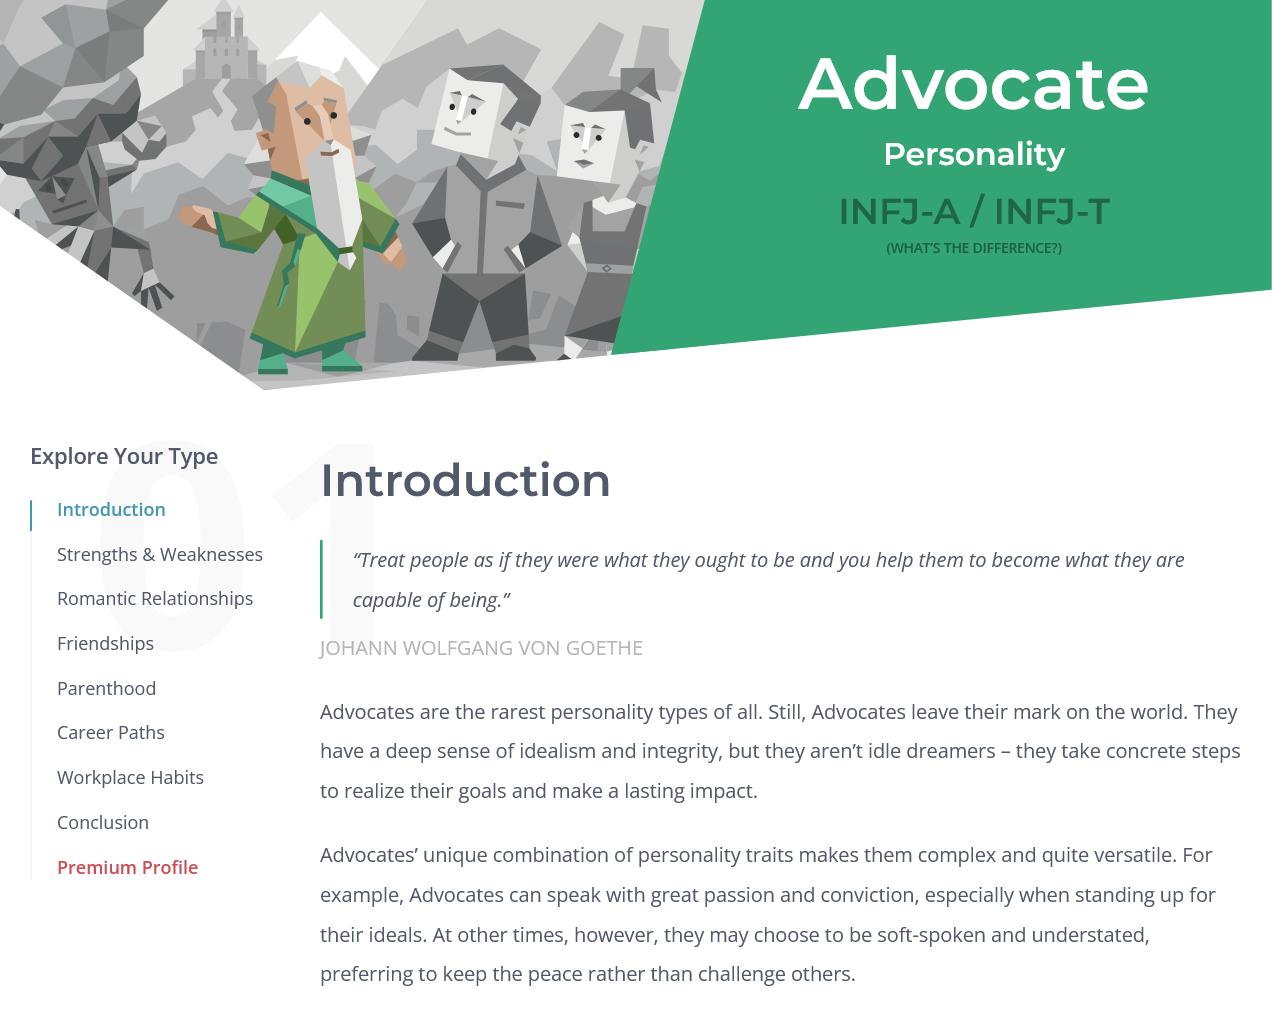 Advocate
Personality
INFJ-A / INFJ-T
(WHAT'S THE DIFFERENCE?)
01
Explore Your Type
Introduction
Strengths & Weaknesses
Romantic Relationships
Friendships
Parenthood
Career Paths
Workplace Habits
Conclusion
Premium Profile
Introduction
“Treat people as if they were what they ought to be and you help them to become what they are
capable of being.”
JOHANN WOLFGANG VON GOETHE
Advocates are the rarest personality types of all. Still, Advocates leave their mark on the world. They
have a deep sense of idealism and integrity, but they aren’t idle dreamers – they take concrete steps
to realize their goals and make a lasting impact.
Advocates’ unique combination of personality traits makes them complex and quite versatile. For
example, Advocates can speak with great passion and conviction, especially when standing up for
their ideals. At other times, however, they may choose to be soft-spoken and understated,
preferring to keep the peace rather than challenge others.